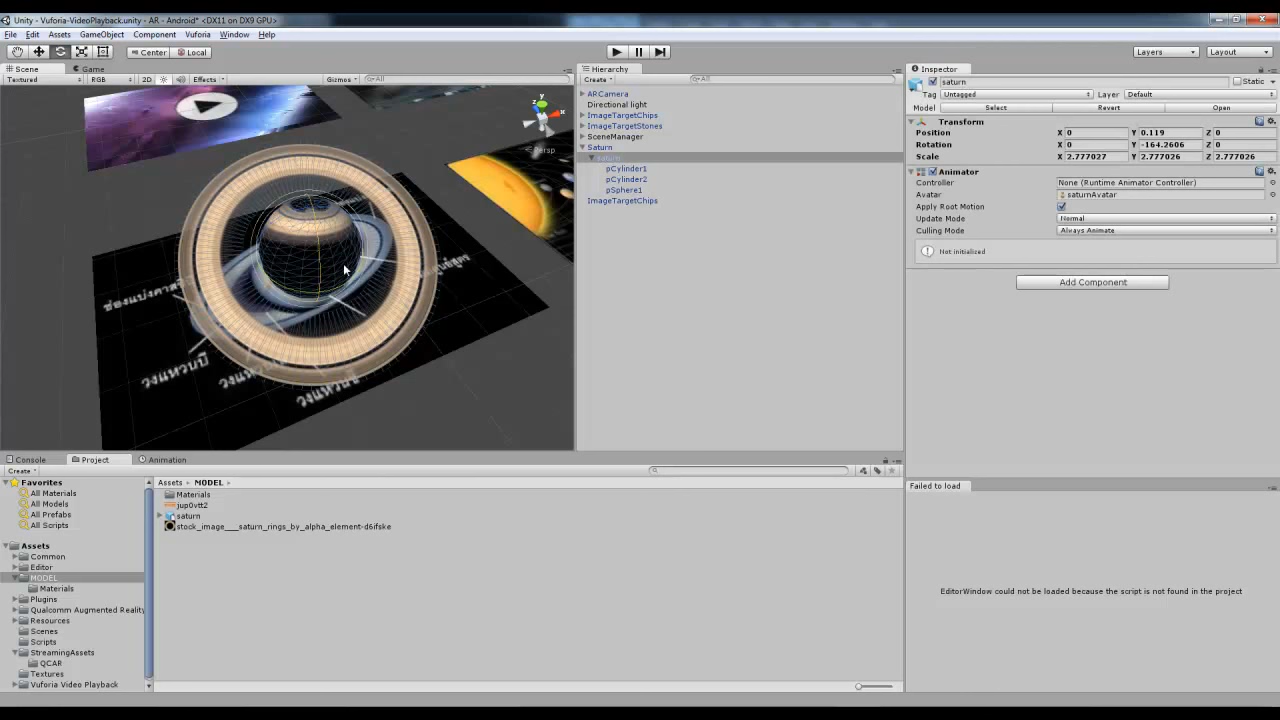 Unity - Vuforia-VideoPlayback.unity - AR - Android* <DX11 on DX9 GPU>
File Edit Assets GameObject Component Vuforia Window Help
Center Local Layers Layout
Scene Game
Textured RGB 2D Effects Gizmos All
Persp
y
x
วงแหวนบี
Hierarchy
Create All
ARCamera
Directional light
ImageTargetChips
ImageTargetStones
SceneManager
Saturn
saturn
pCylinder1
pCylinder2
pSphere1
ImageTargetChips
Inspector
saturn Static
Tag Untagged Layer Default
Model Select Revert Open
Transform
Position X 0 Y 0.119 Z 0
Rotation X 0 Y -164.2606 Z 0
Scale X 2.777027 Y 2.777026 Z 2.777026
Animator
Controller None (Runtime Animator Controller)
Avatar saturnAvatar
Apply Root Motion
Update Mode Normal
Culling Mode Always Animate
Not initialized
Add Component
Console Project Animation
Create
Favorites
All Materials
All Models
All Prefabs
All Scripts
Assets
Common
Editor
MODEL
Materials
Plugins
Qualcomm Augmented Reality
Resources
Scenes
Scripts
StreamingAssets
QCAR
Textures
Vuforia Video Playback
Assets MODEL
Materials
jup0vtt2
saturn
stock_image___saturn_rings_by_alpha_element-d6ifske
Failed to load
EditorWindow could not be loaded because the script is not found in the project